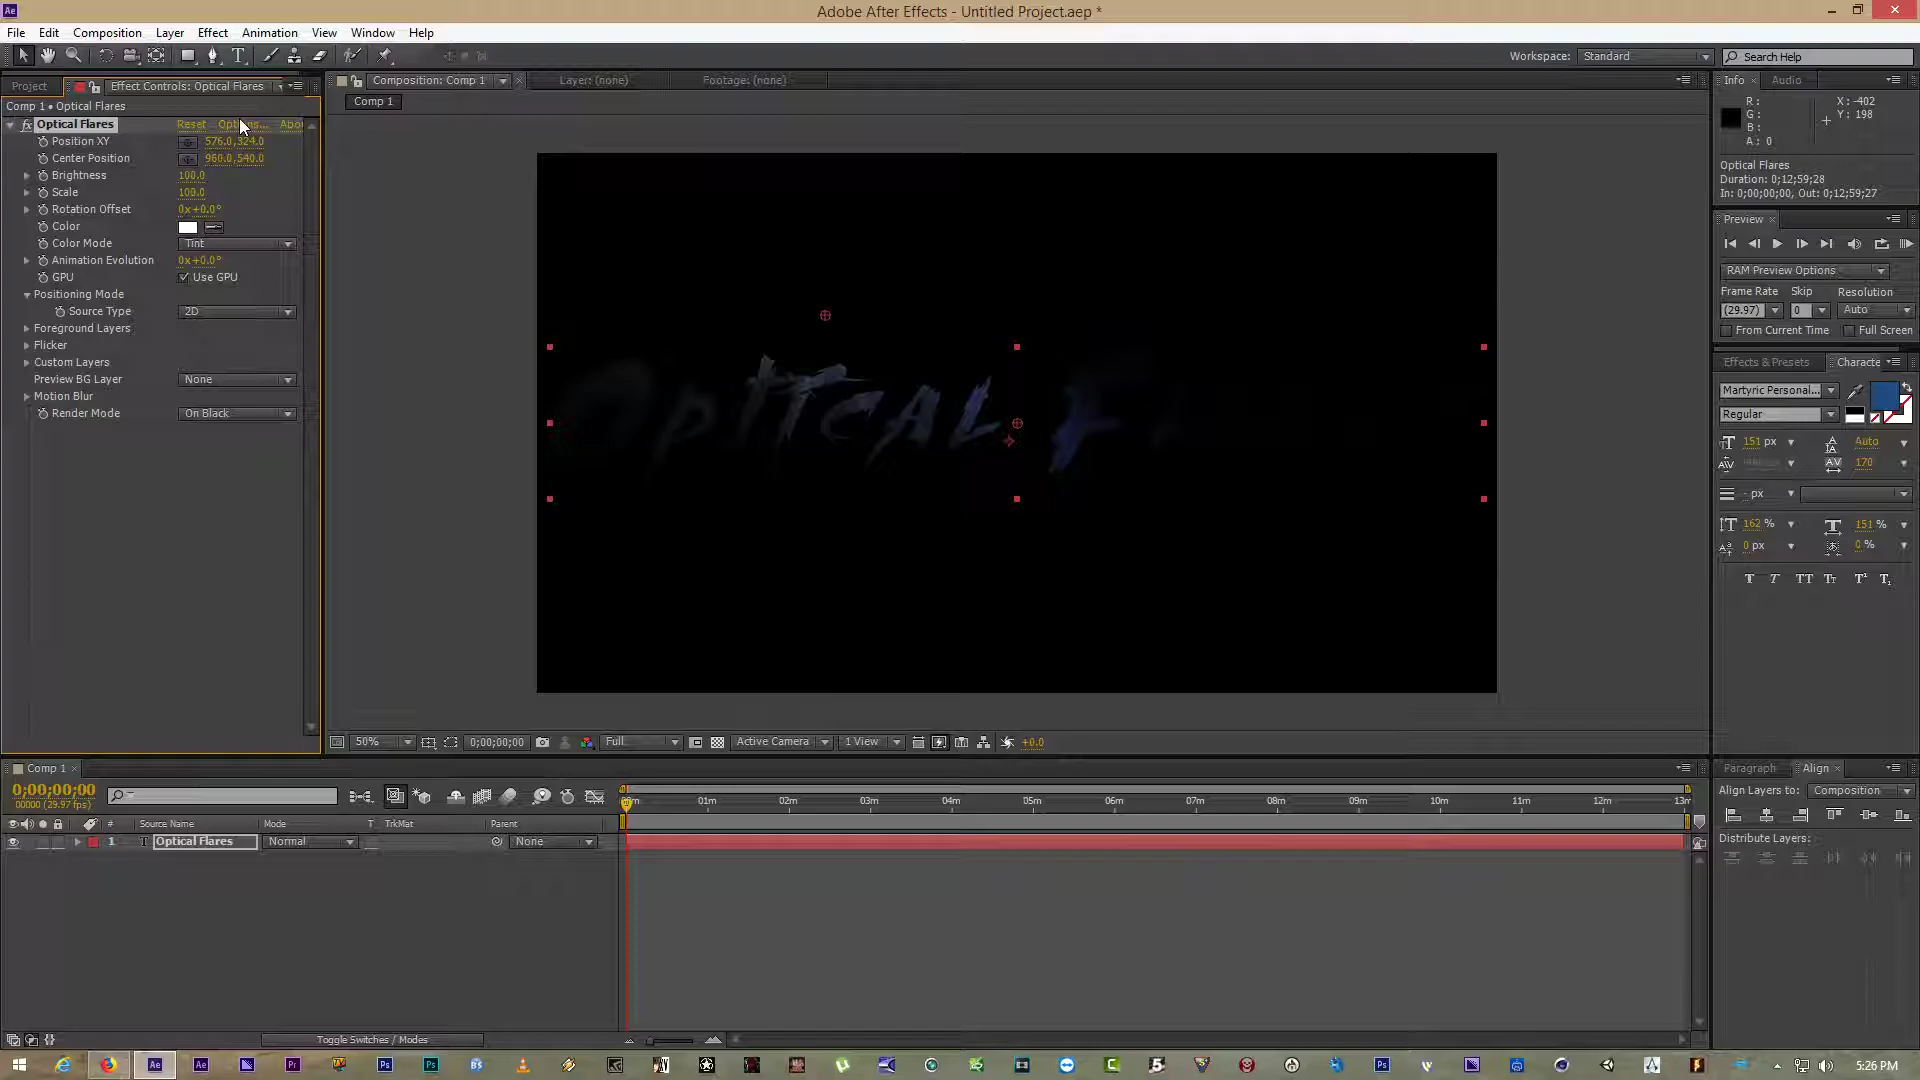 Adobe After Effects - Untitled Project.aep *
File Edit Composition Layer Effect Animation View Window Help
Workspace: Standard Search Help
Project Effect Controls: Optical Flares Composition: Comp 1 Layer: (none) Footage: (none) Info Audio
Comp 1 • Optical Flares
Comp 1
Optical Flares Reset Options... Abou
Position XY 576.0,324.0
Center Position 960.0,540.0
Brightness 100.0
Scale 100.0
Rotation Offset 0x+0.0°
Color
Color Mode Tint
Animation Evolution 0x+0.0°
GPU Use GPU
Positioning Mode
Source Type 2D
Foreground Layers
Flicker
Custom Layers
Preview BG Layer None
Motion Blur
Render Mode On Black
OPITCAL F
R: X: -402
G: Y: 198
B:
A: 0
Optical Flares
Duration: 0;12;59;28
In: 0;00;00;00, Out: 0;12;59;27
Preview
RAM Preview Options
Frame Rate Skip Resolution
(29.97) 0 Auto
From Current Time Full Screen
Effects & Presets Characte
Martyric Personal...
Regular
151 px Auto
170
- px
162 % 151 %
0 px 0 %
T T TT TT T¹ T₁
50% 0;00;00;00 Full Active Camera 1 View +0.0
Comp 1
0;00;00;00
00000 (29.97 fps)
01m 02m 03m 04m 05m 06m 07m 08m 09m 10m 11m 12m 13m
# Source Name Mode T TrkMat Parent
1 T Optical Flares Normal None
Toggle Switches / Modes
Paragraph Align
Align Layers to: Composition
Distribute Layers:
5:26 PM